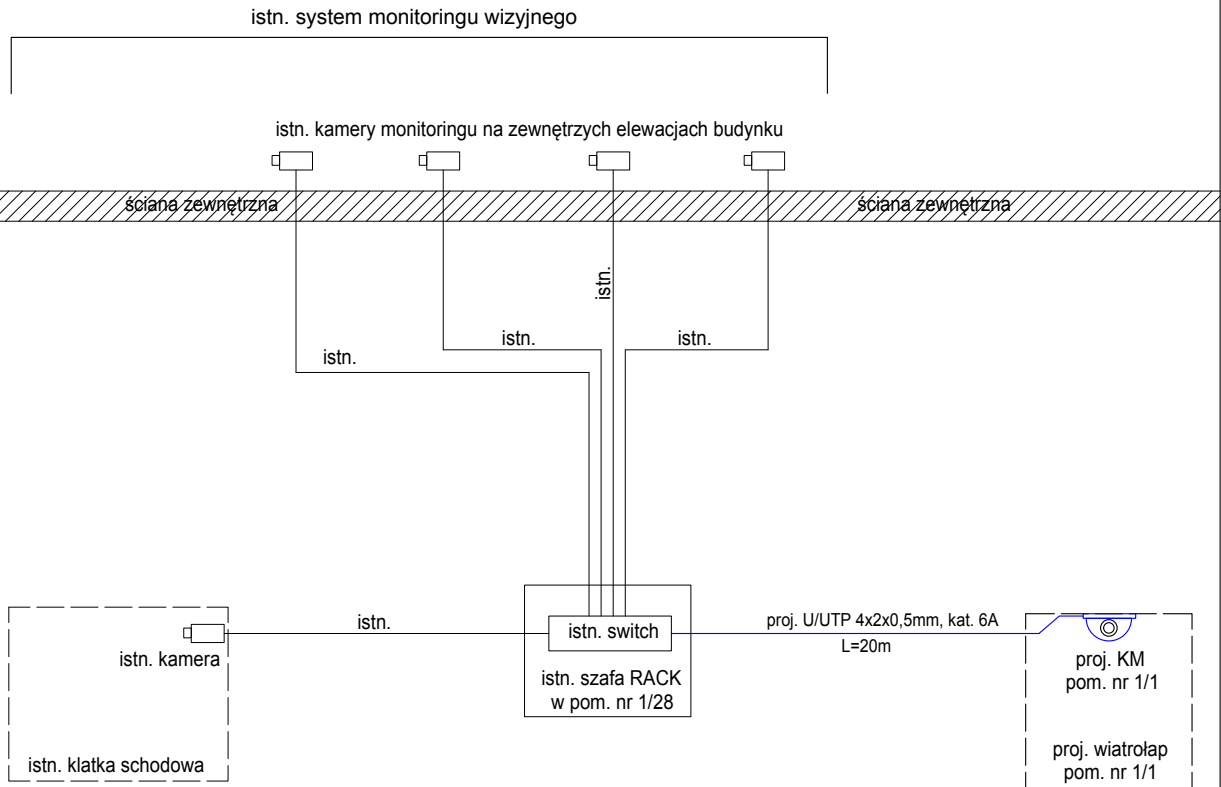 istn. system monitoringu wizyjnego
istn. kamery monitoringu na zewnętrzych elewacjach budynku
ściana zewnętrzna
ściana zewnętrzna
istn.
istn.
istn.
istn.
istn.
istn. kamera
istn. klatka schodowa
istn. switch
istn. szafa RACK
w pom. nr 1/28
proj. U/UTP 4x2x0,5mm, kat. 6A
L=20m
proj. KM
pom. nr 1/1
proj. wiatrołap
pom. nr 1/1